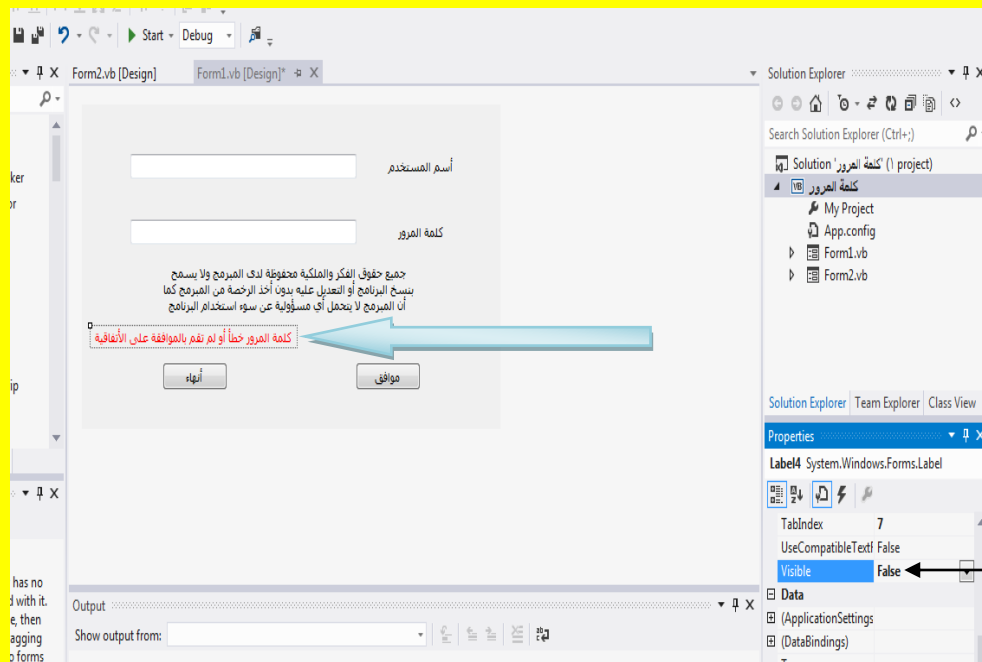 Start
Debug
Form2.vb [Design]
Form1.vb [Design]*
ker
or
ip
has no
d with it.
e, then
agging
o forms
أسم المستخدم
كلمة المرور
جميع حقوق الفكر والملكية محفوظة لدى المبرمج ولا يسمح
بنسخ البرنامج أو التعديل عليه بدون أخذ الرخصة من المبرمج كما
أن المبرمج لا يتحمل أي مسؤولية عن سوء استخدام البرنامج
كلمة المرور خطأ أو لم تقم بالموافقة على الأتفاقية
موافق
أنهاء
Output
Show output from:
Solution Explorer
Search Solution Explorer (Ctrl+;)
Solution 'كلمة المرور' (١ project)
كلمة المرور
My Project
App.config
Form1.vb
Form2.vb
Solution Explorer Team Explorer Class View
Properties
Label4 System.Windows.Forms.Label
TabIndex 7
UseCompatibleTextf False
Visible False
Data
(ApplicationSettings
(DataBindings)